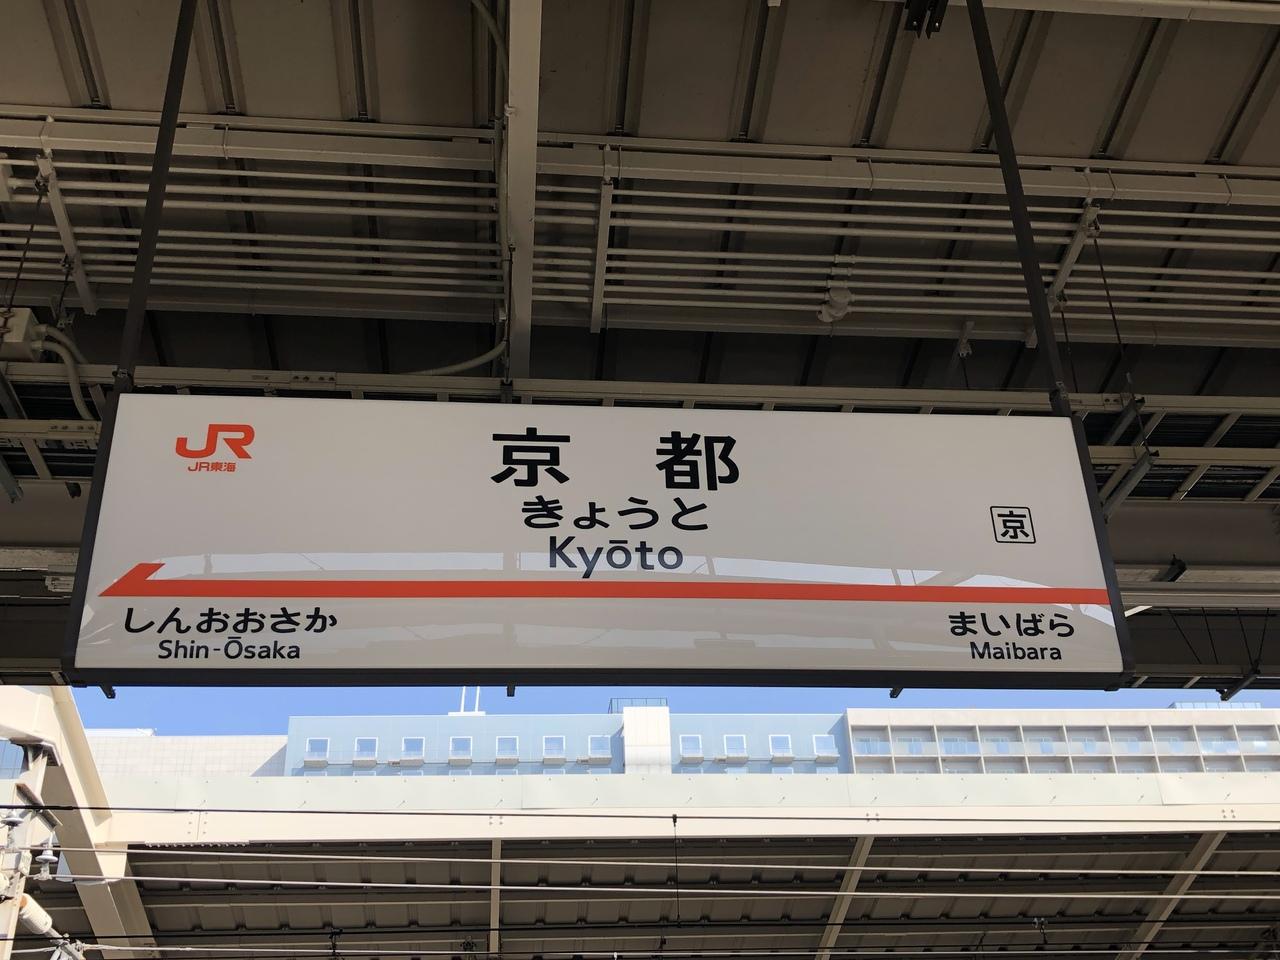 JR
JR東海
京都
きょうと
Kyōto
京
しんおおさか
Shin-Ōsaka
まいばら
Maibara